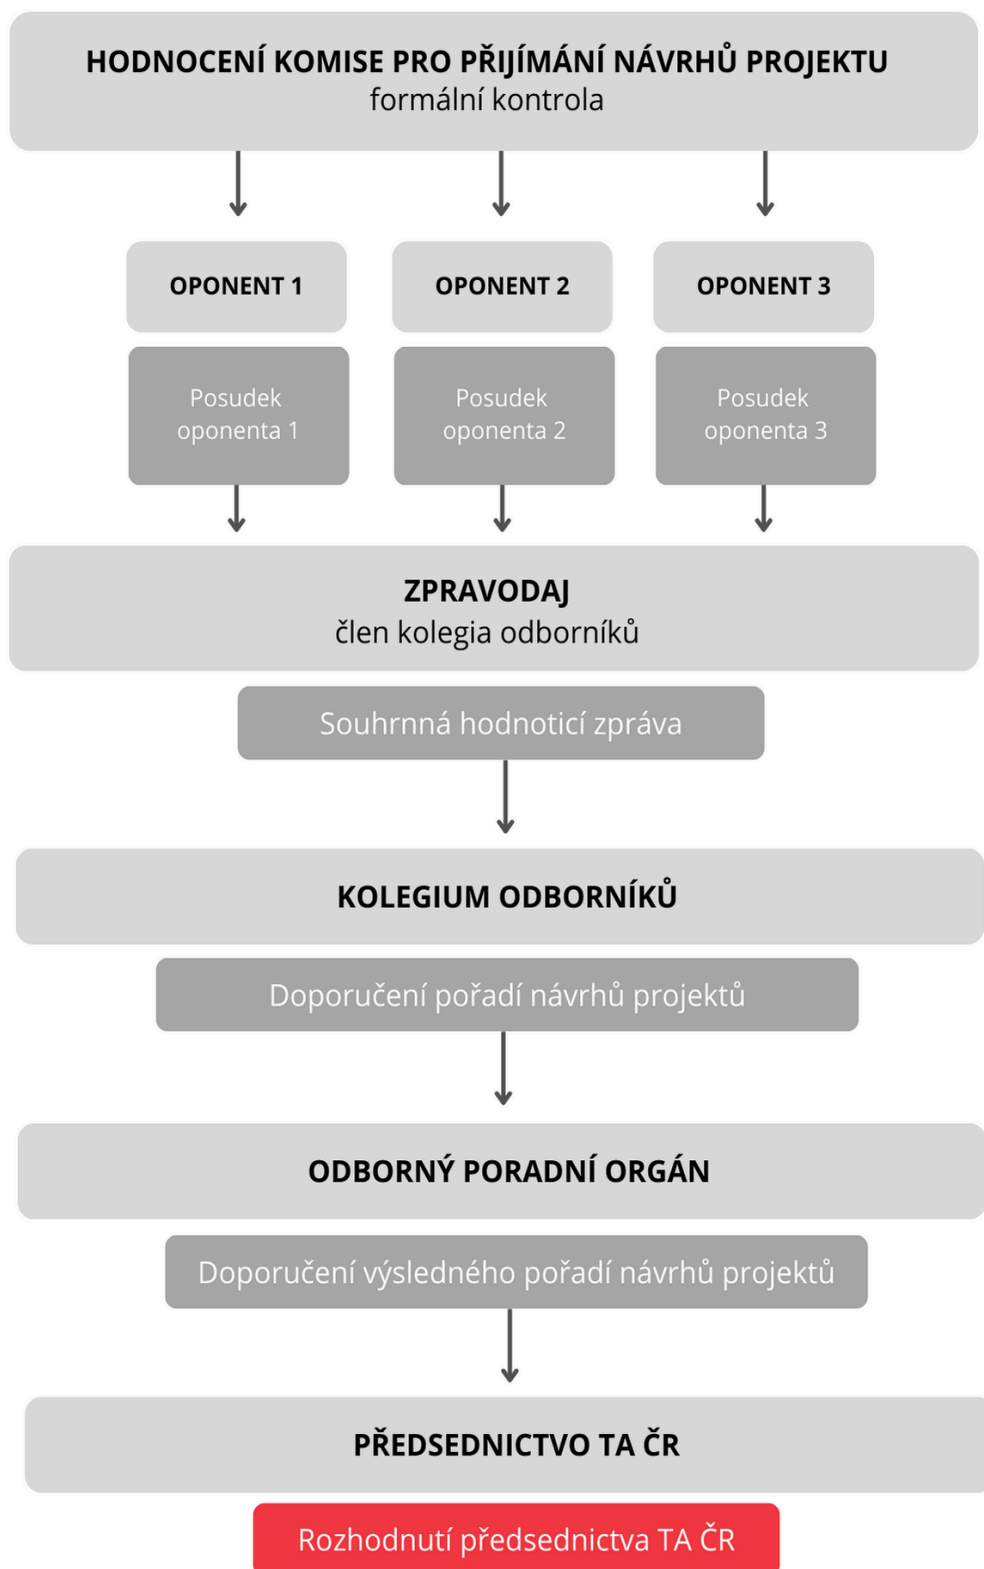 HODNOCENÍ KOMISE PRO PŘIJÍMÁNÍ NÁVRHŮ PROJEKTU
formální kontrola
OPONENT 1
OPONENT 2
OPONENT 3
Posudek
oponenta 1
Posudek
oponenta 2
Posudek
oponenta 3
ZPRAVODAJ
člen kolegia odborníků
Souhrnná hodnoticí zpráva
KOLEGIUM ODBORNÍKŮ
Doporučení pořadí návrhů projektů
ODBORNÝ PORADNÍ ORGÁN
Doporučení výsledného pořadí návrhů projektů
PŘEDSEDNICTVO TA ČR
Rozhodnutí předsednictva TA ČR